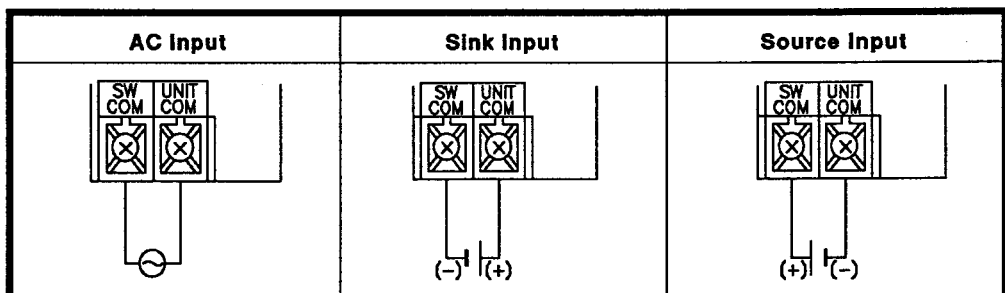 AC Input
Sink Input
Source Input
SW COM
UNIT COM
SW COM
UNIT COM
SW COM
UNIT COM
(-) (+)
(+) (-)